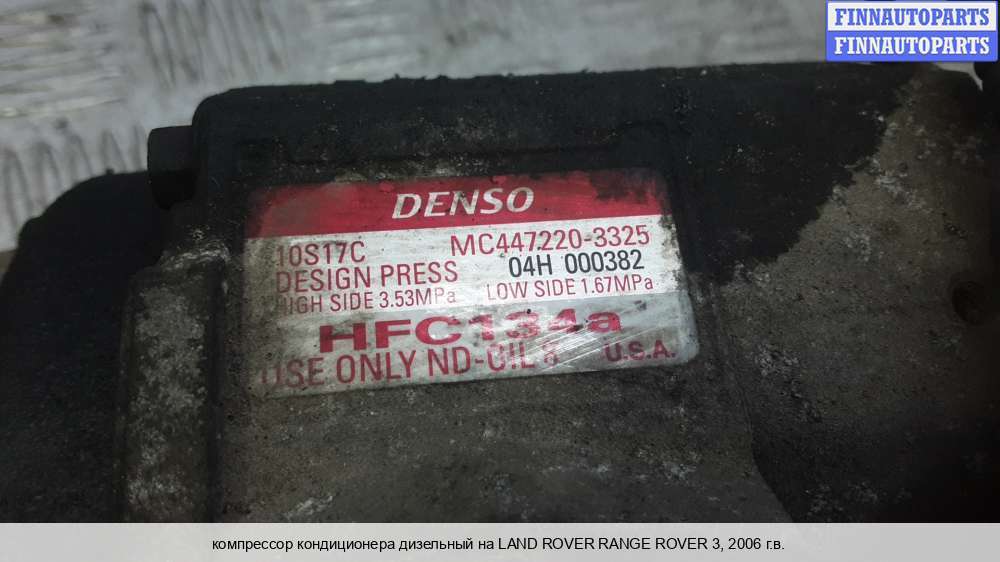 FINNAUTOPARTS
FINNAUTOPARTS
DENSO
10S17C MC447220-3325
DESIGN PRESS 04H 000382
HIGH SIDE 3.53MPa LOW SIDE 1.67MPa
HFC134a
USE ONLY ND-OIL 8 U.S.A.
компрессор кондиционера дизельный на LAND ROVER RANGE ROVER 3, 2006 г.в.